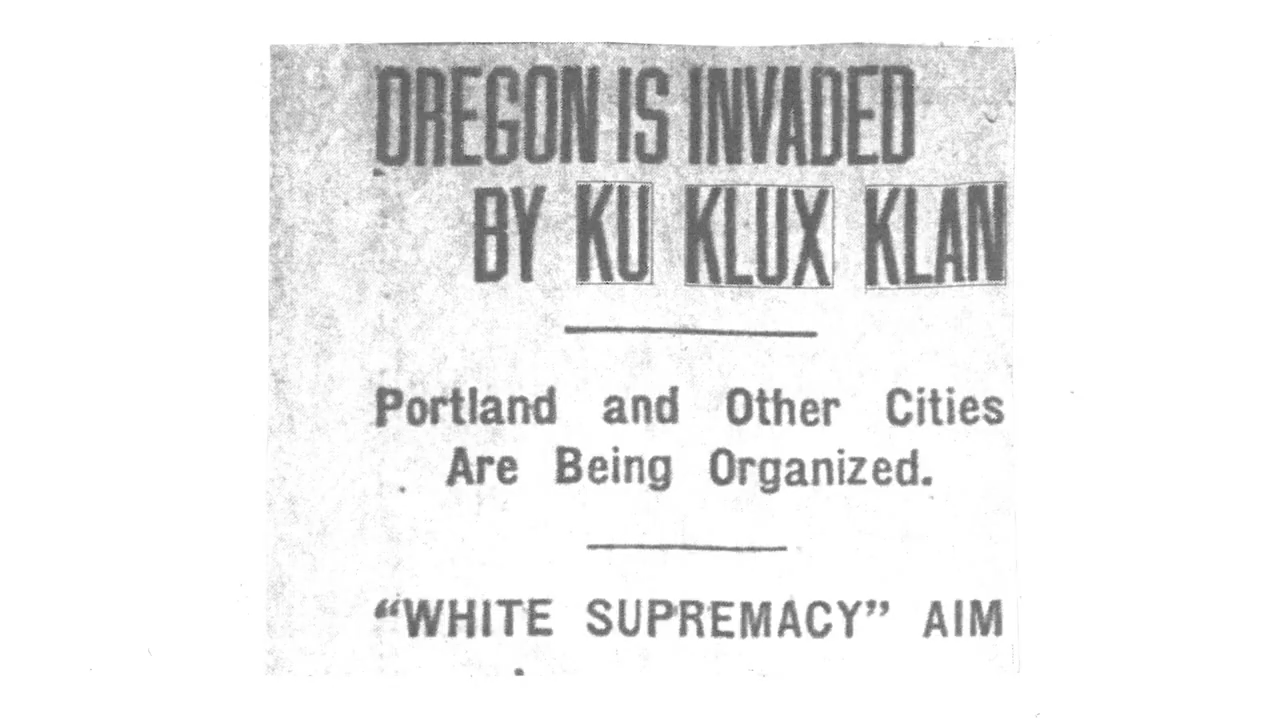 OREGON IS INVADED
BY KU KLUX KLAN
Portland and Other Cities
Are Being Organized.
“WHITE SUPREMACY” AIM